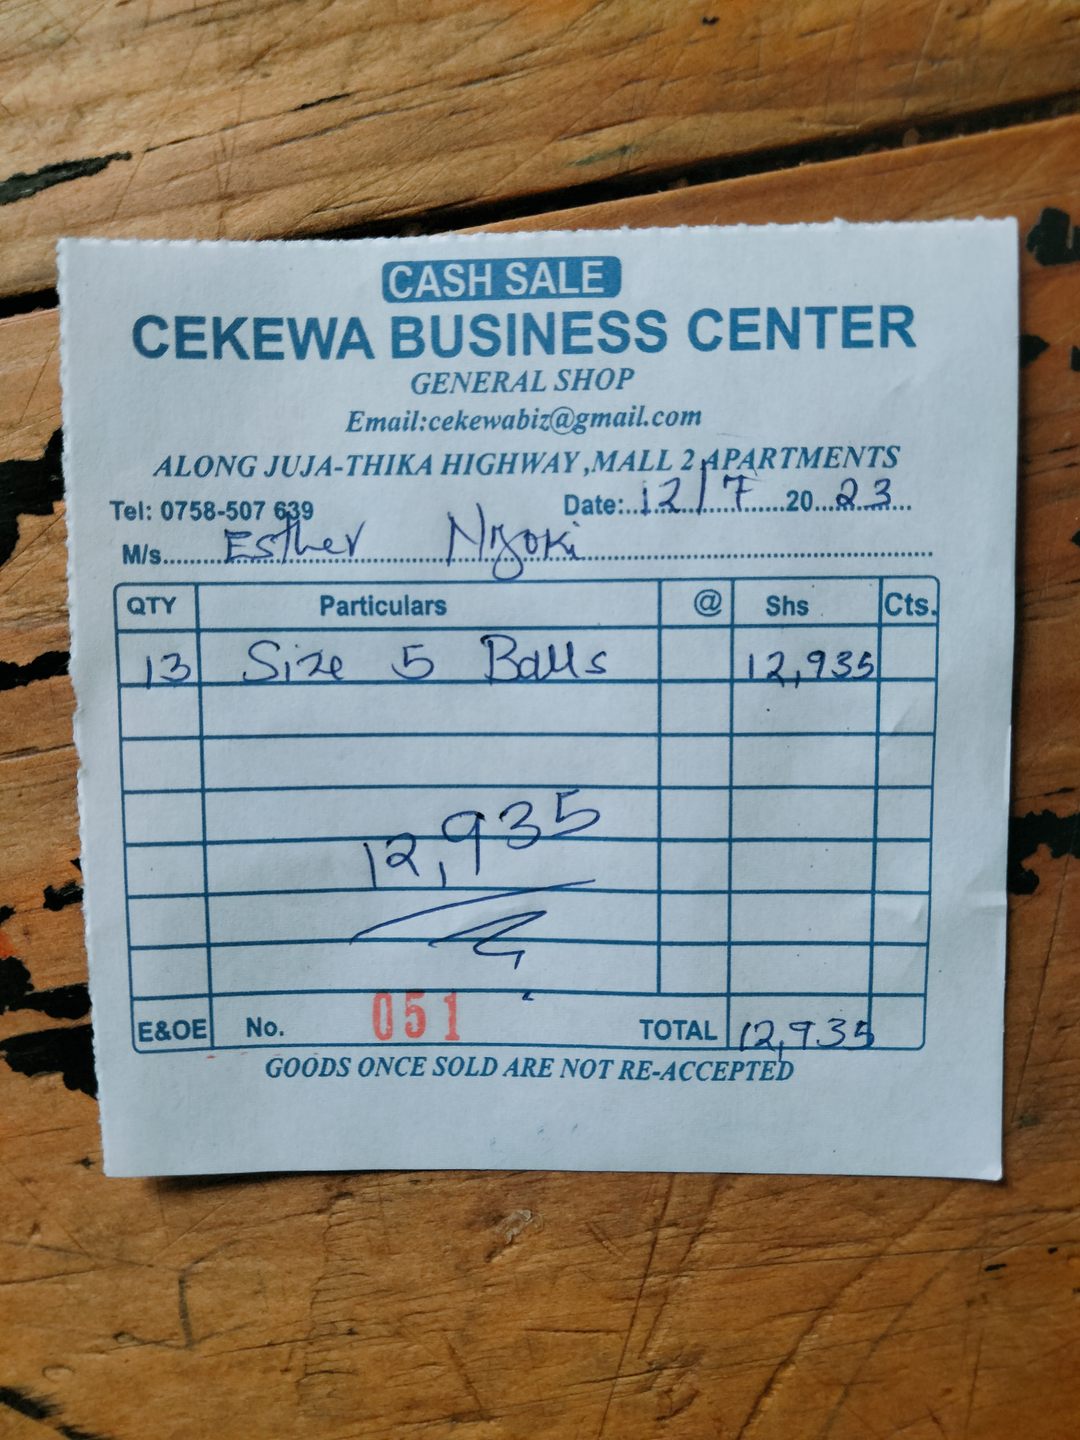 CASH SALE
CEKEWA BUSINESS CENTER
GENERAL SHOP
Email:cekewabiz@gmail.com
ALONG JUJA-THIKA HIGHWAY,MALL 2 APARTMENTS
Tel: 0758-507 639 Date:..12/7......20...23...
M/s......Esther Njoki......
QTY Particulars @ Shs Cts.
13 Size 5 Balls 12,935
12,935
E&OE No. 051 TOTAL 12,935
GOODS ONCE SOLD ARE NOT RE-ACCEPTED